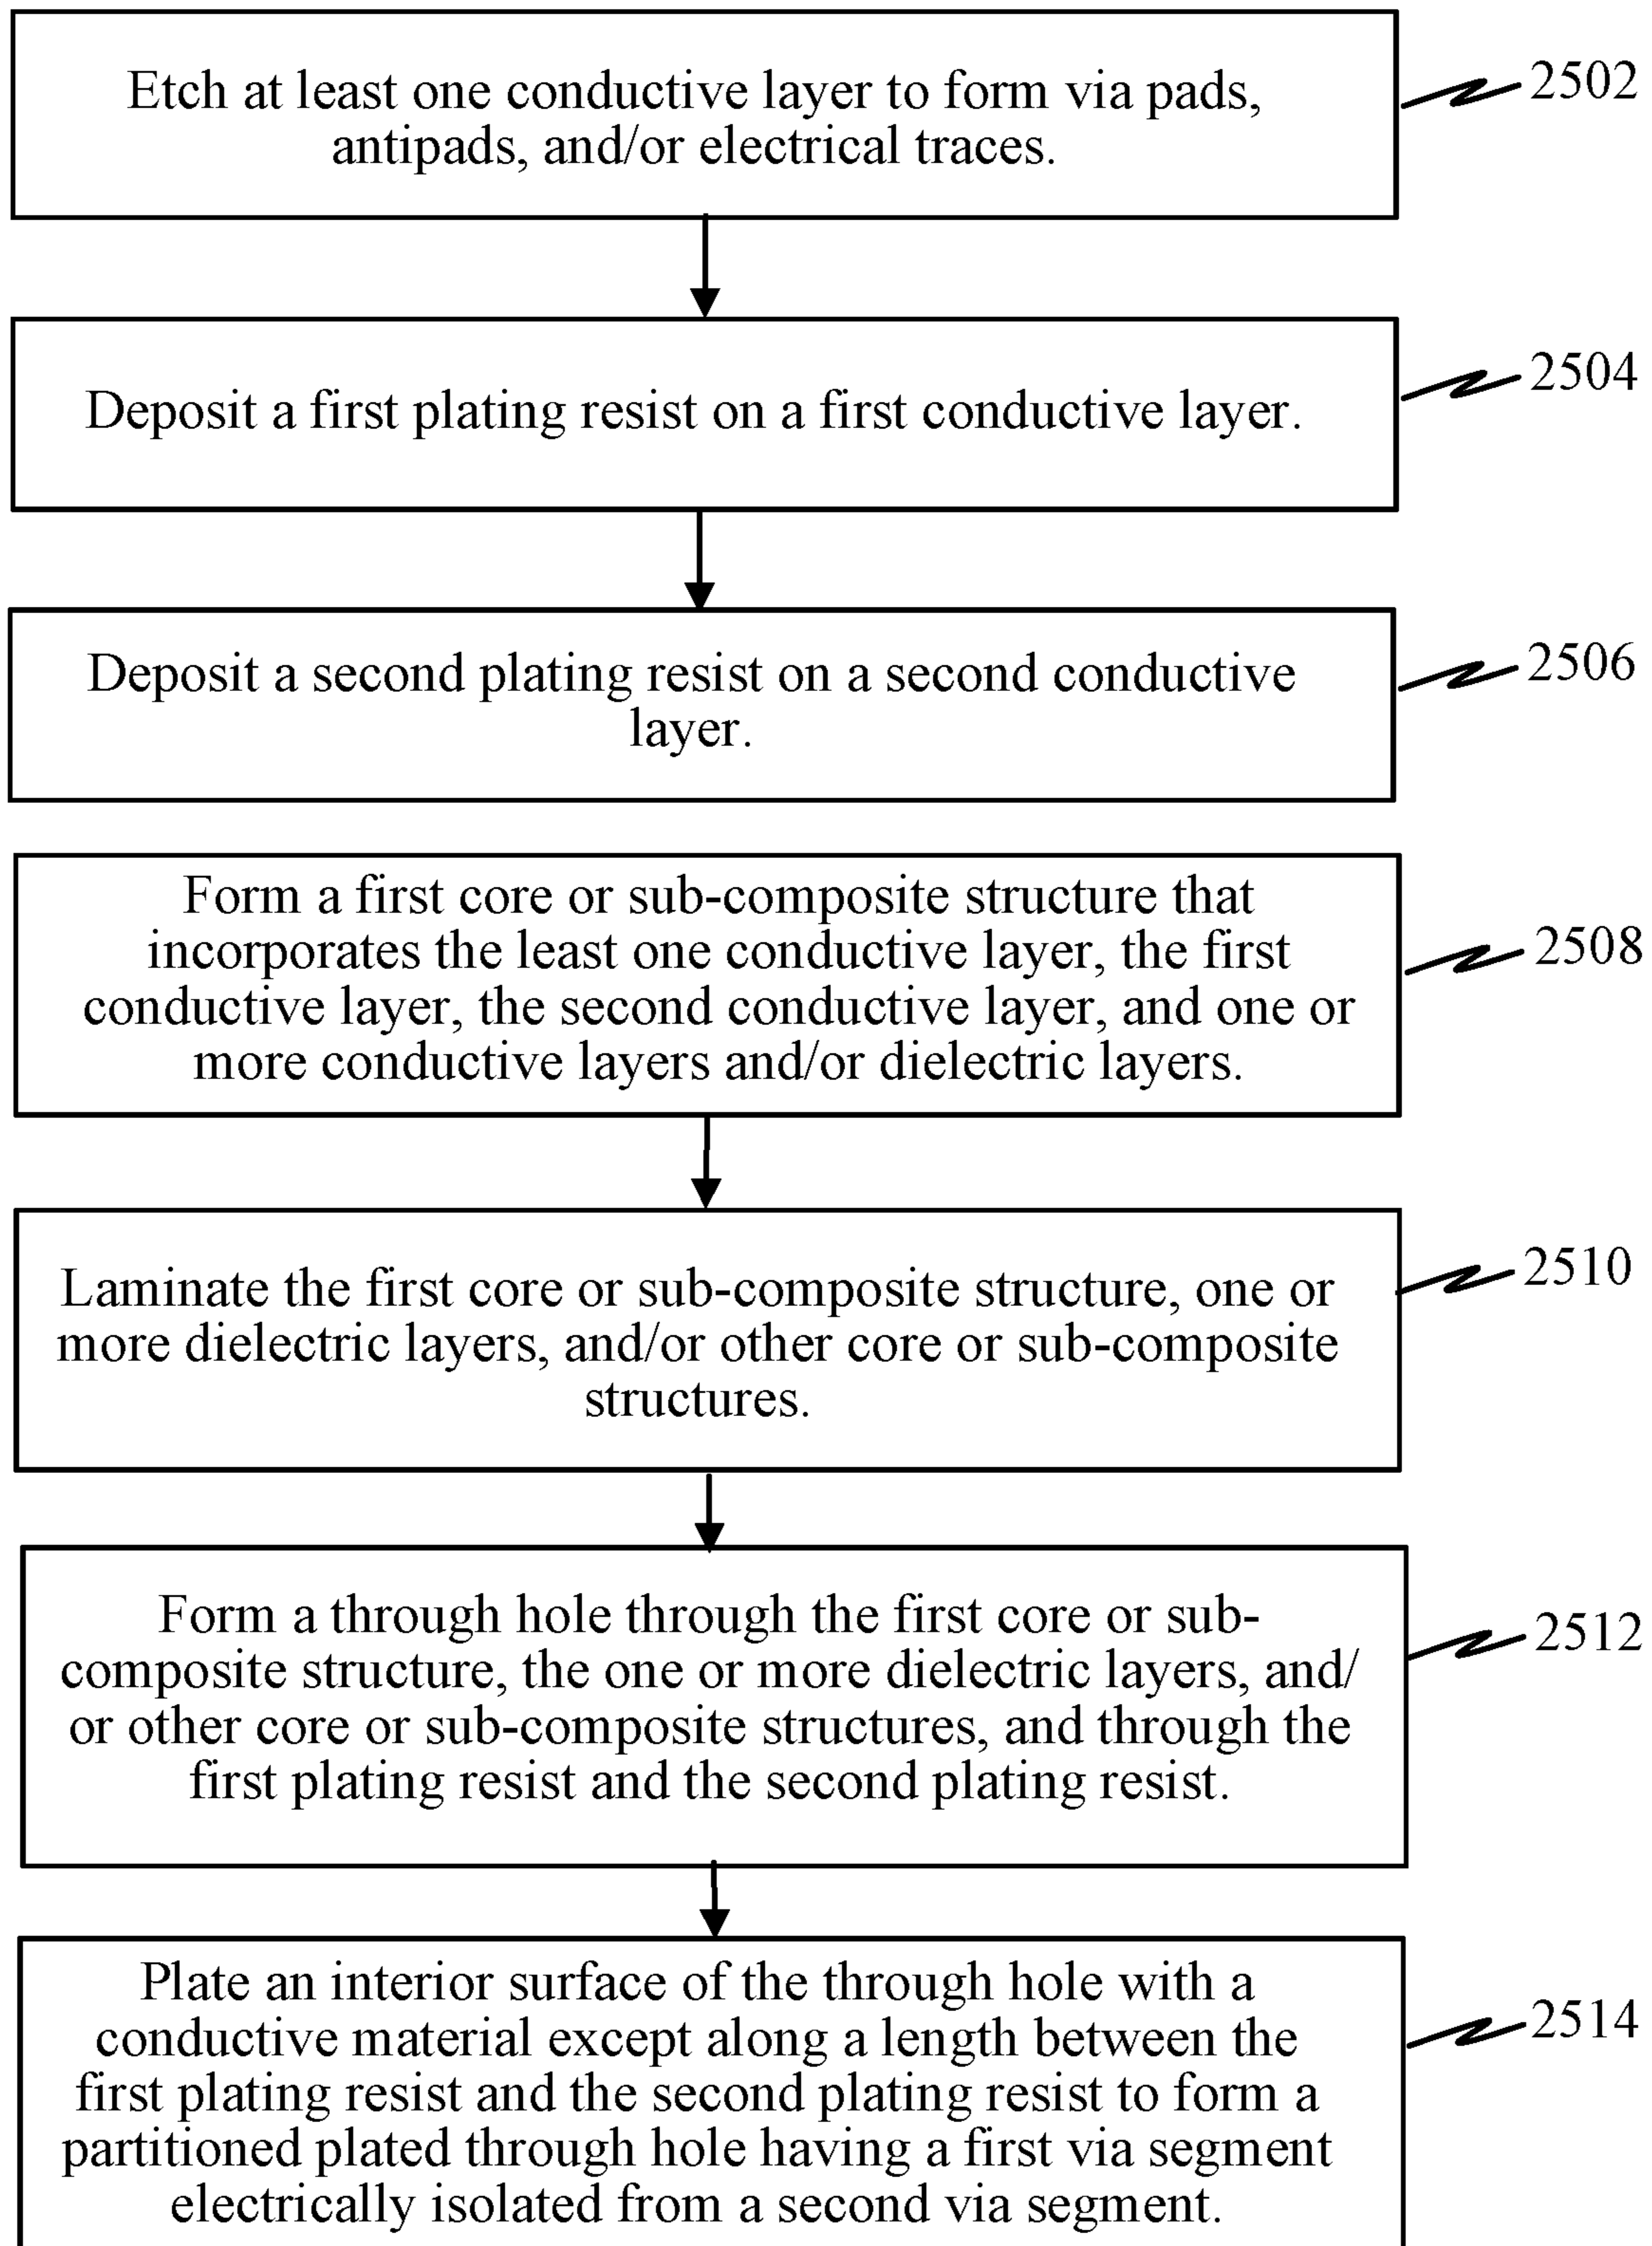 Etch at least one conductive layer to form via pads,
antipads, and/or electrical traces.
2502
Deposit a first plating resist on a first conductive layer.
2504
Deposit a second plating resist on a second conductive
layer.
2506
Form a first core or sub-composite structure that
incorporates the least one conductive layer, the first
conductive layer, the second conductive layer, and one or
more conductive layers and/or dielectric layers.
2508
Laminate the first core or sub-composite structure, one or
more dielectric layers, and/or other core or sub-composite
structures.
2510
Form a through hole through the first core or sub-
composite structure, the one or more dielectric layers, and/
or other core or sub-composite structures, and through the
first plating resist and the second plating resist.
2512
Plate an interior surface of the through hole with a
conductive material except along a length between the
first plating resist and the second plating resist to form a
partitioned plated through hole having a first via segment
electrically isolated from a second via segment.
2514